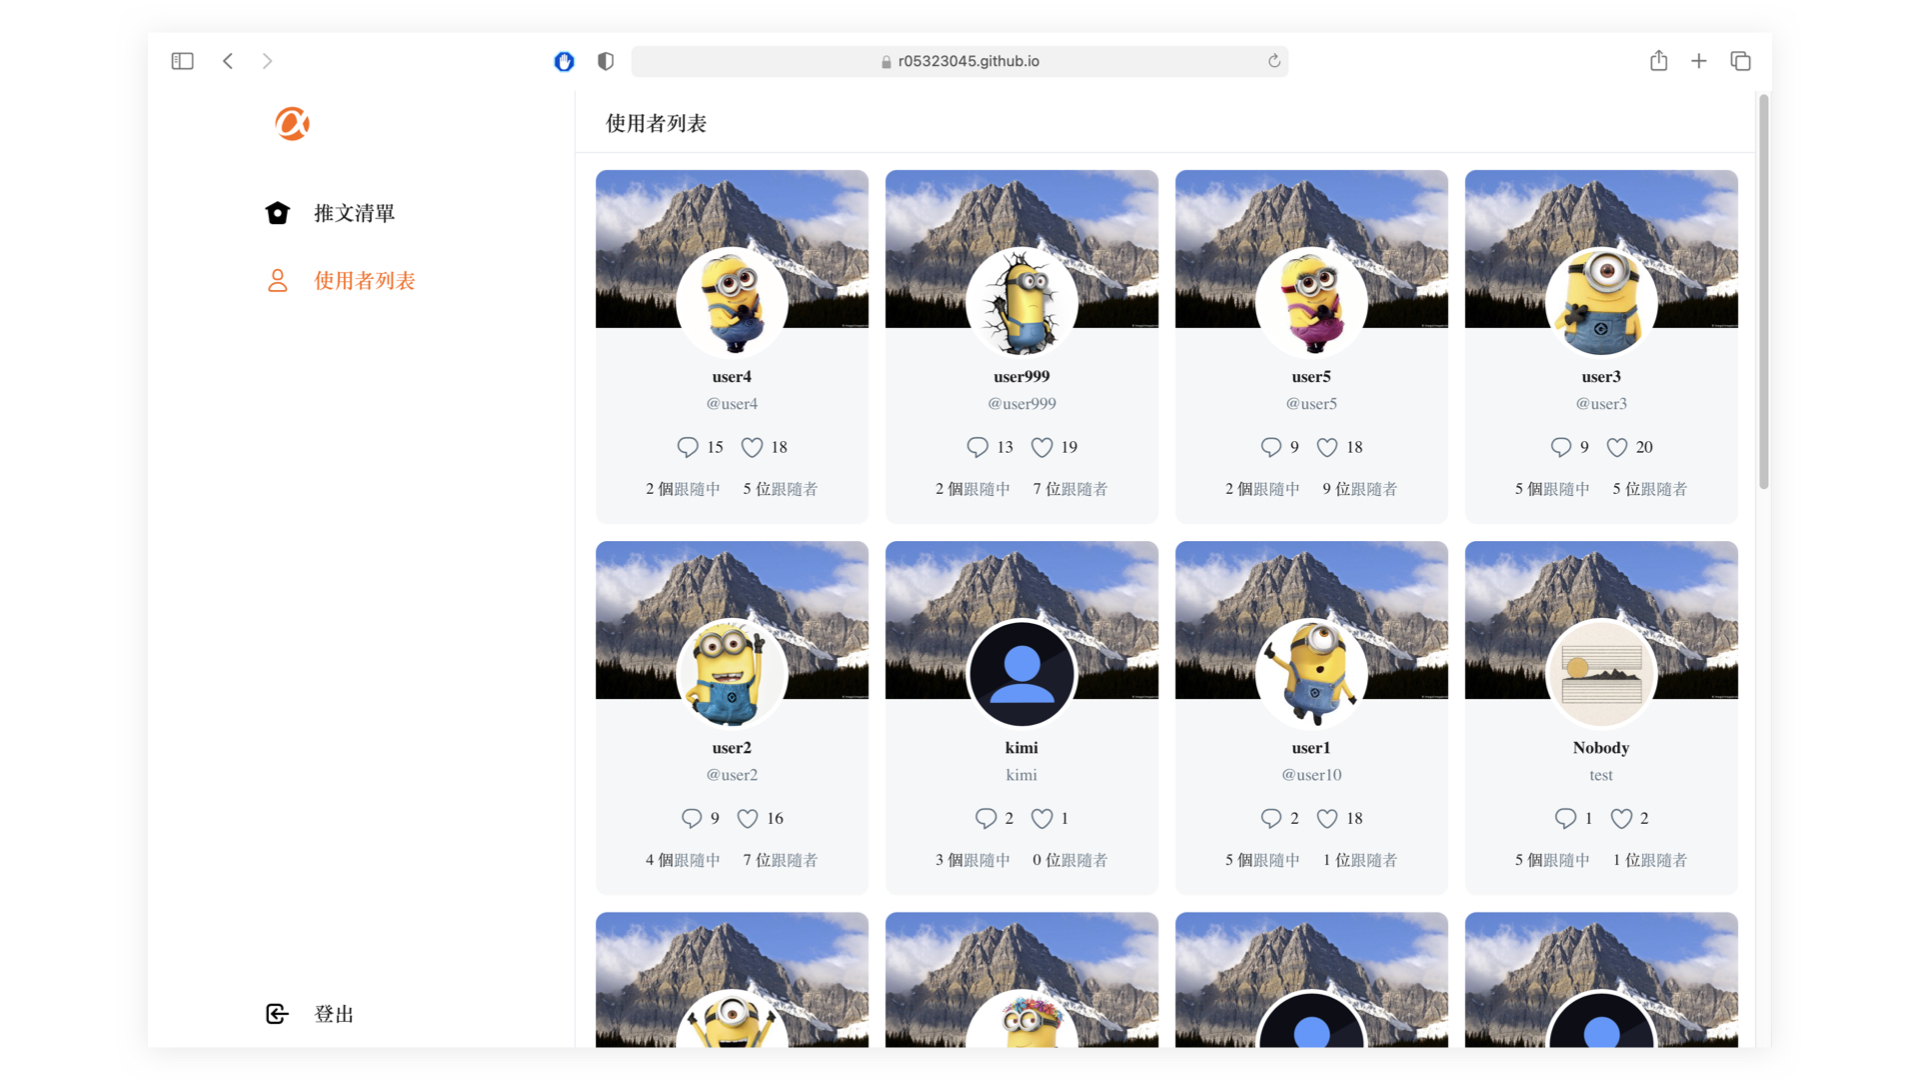 r05323045.github.io
使用者列表
推文清單
使用者列表
登出
user4
@user4
15 18
2 個跟隨中 5 位跟隨者
user999
@user999
13 19
2 個跟隨中 7 位跟隨者
user5
@user5
9 18
2 個跟隨中 9 位跟隨者
user3
@user3
9 20
5 個跟隨中 5 位跟隨者
user2
@user2
9 16
4 個跟隨中 7 位跟隨者
kimi
kimi
2 1
3 個跟隨中 0 位跟隨者
user1
@user10
2 18
5 個跟隨中 1 位跟隨者
Nobody
test
1 2
5 個跟隨中 1 位跟隨者